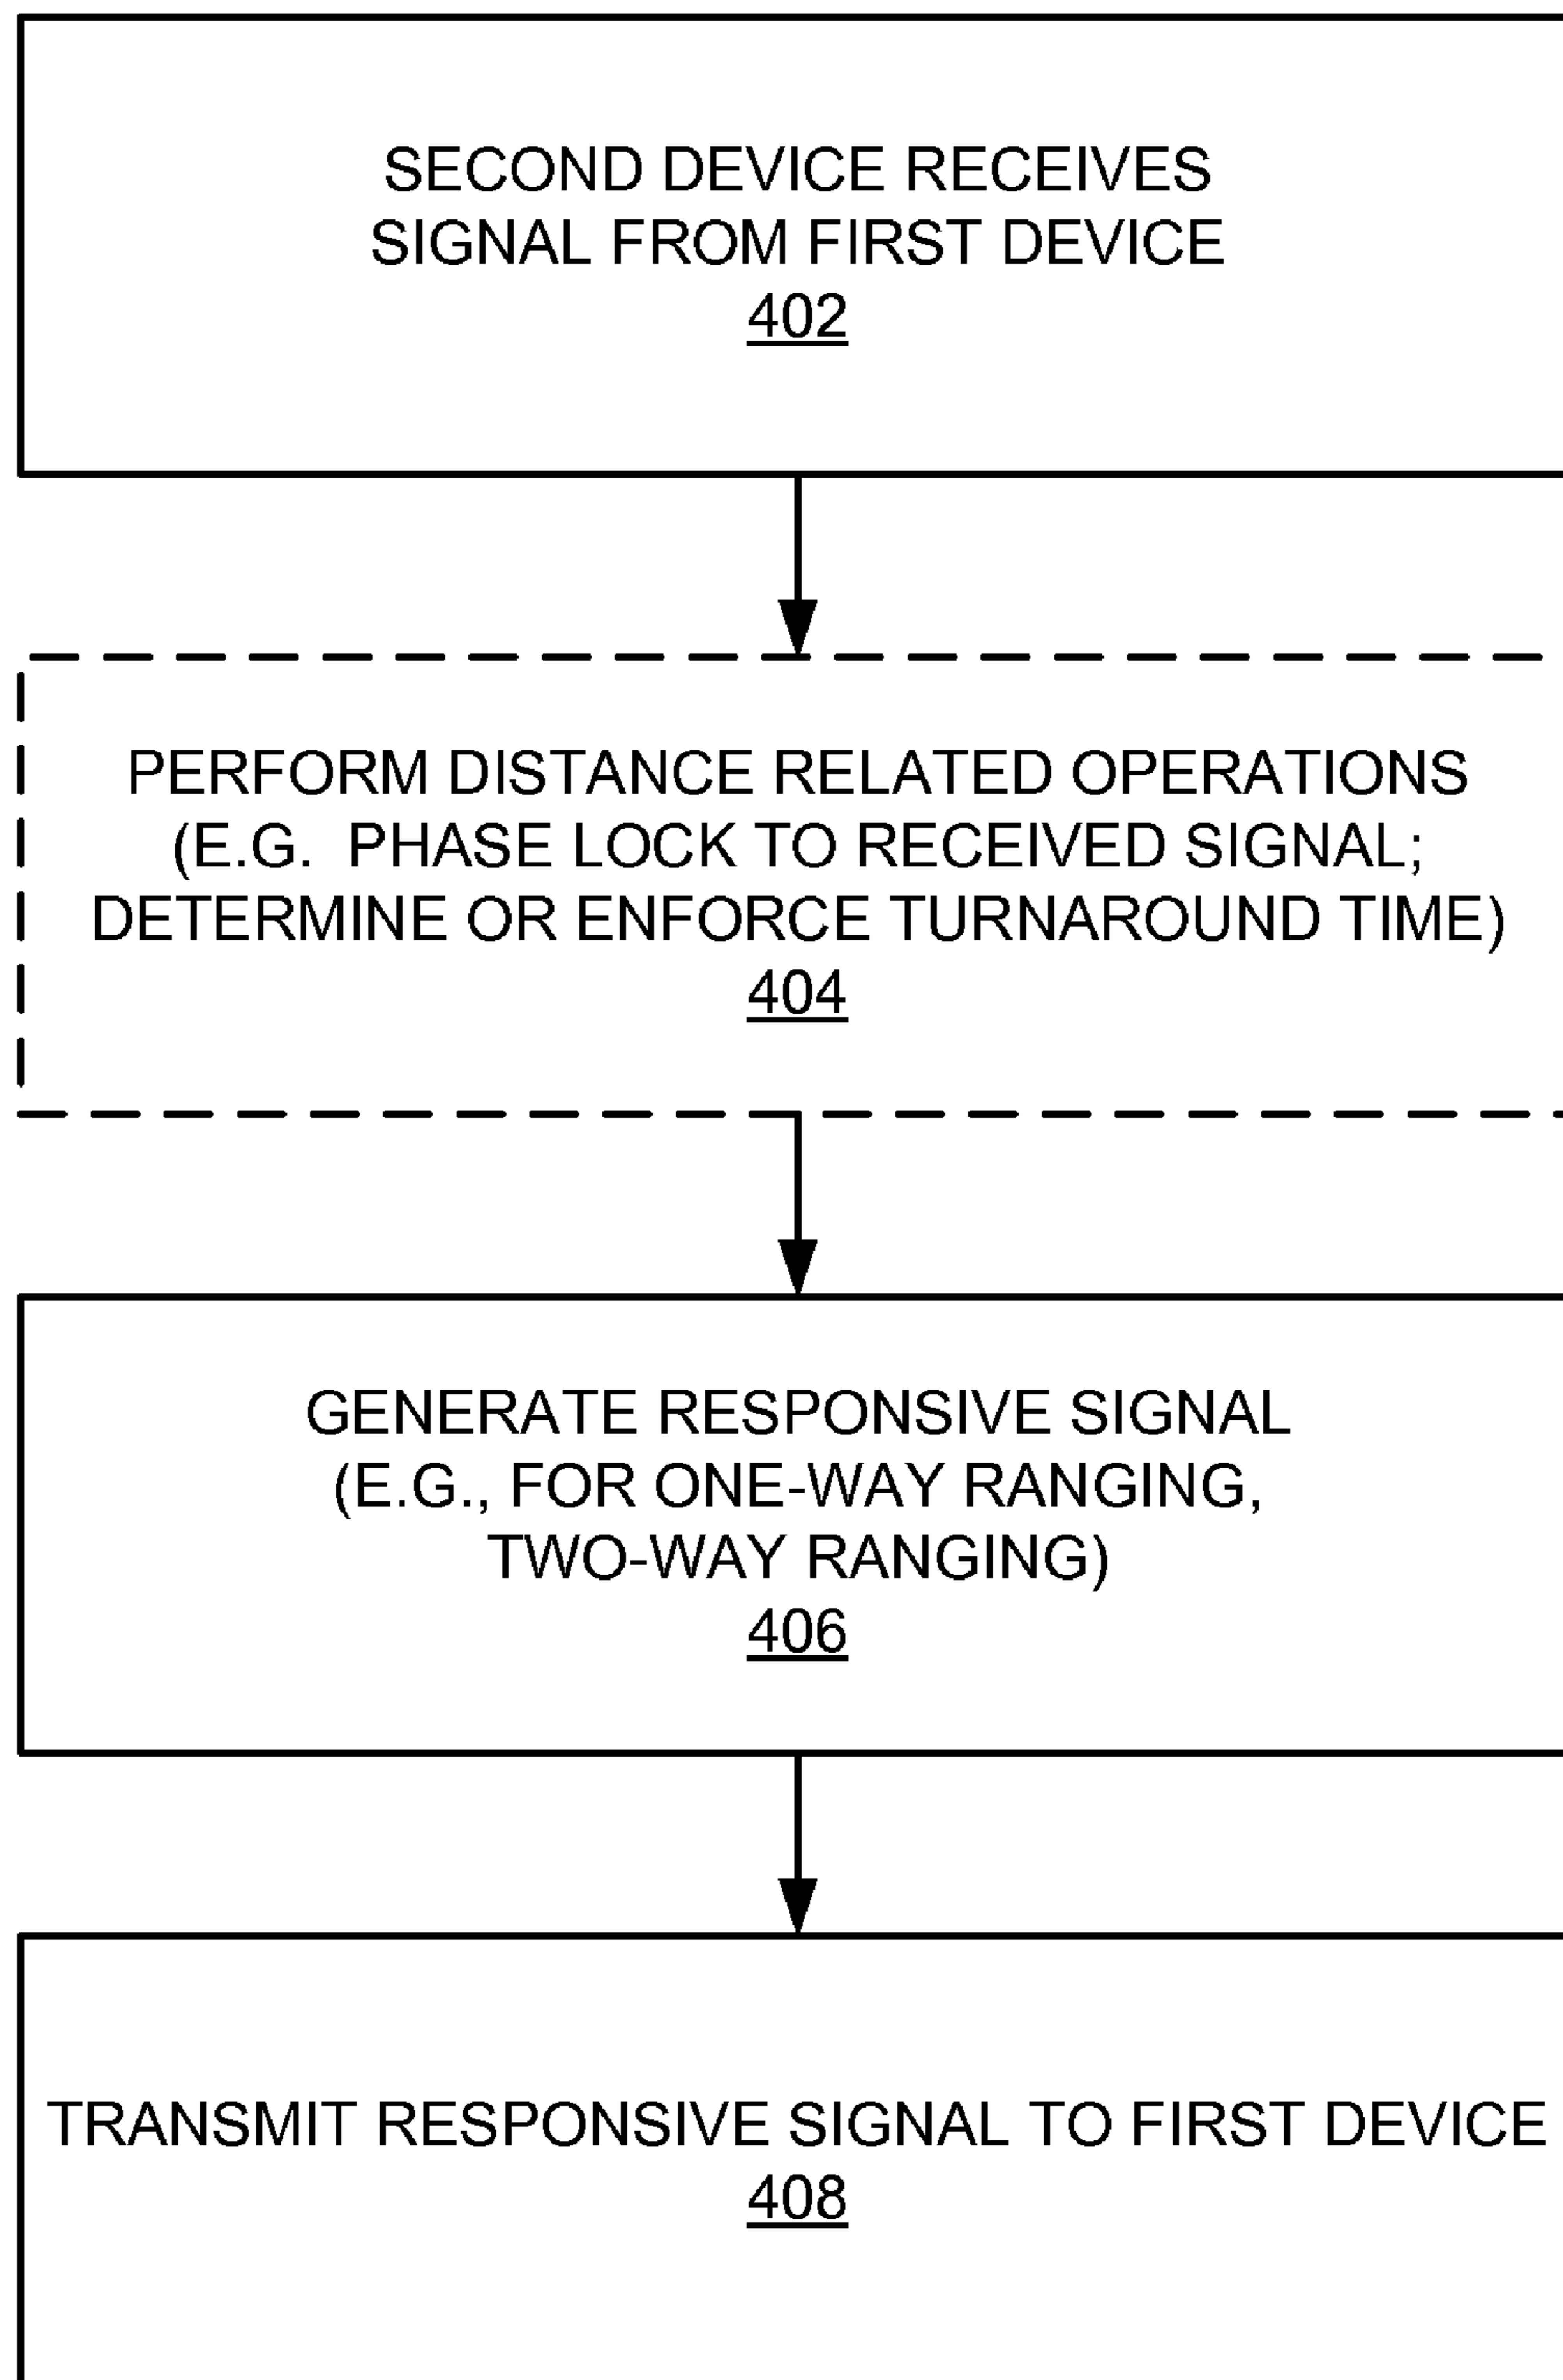 SECOND DEVICE RECEIVES
SIGNAL FROM FIRST DEVICE
402
PERFORM DISTANCE RELATED OPERATIONS
(E.G. PHASE LOCK TO RECEIVED SIGNAL;
DETERMINE OR ENFORCE TURNAROUND TIME)
404
GENERATE RESPONSIVE SIGNAL
(E.G., FOR ONE-WAY RANGING,
TWO-WAY RANGING)
406
TRANSMIT RESPONSIVE SIGNAL TO FIRST DEVICE
408